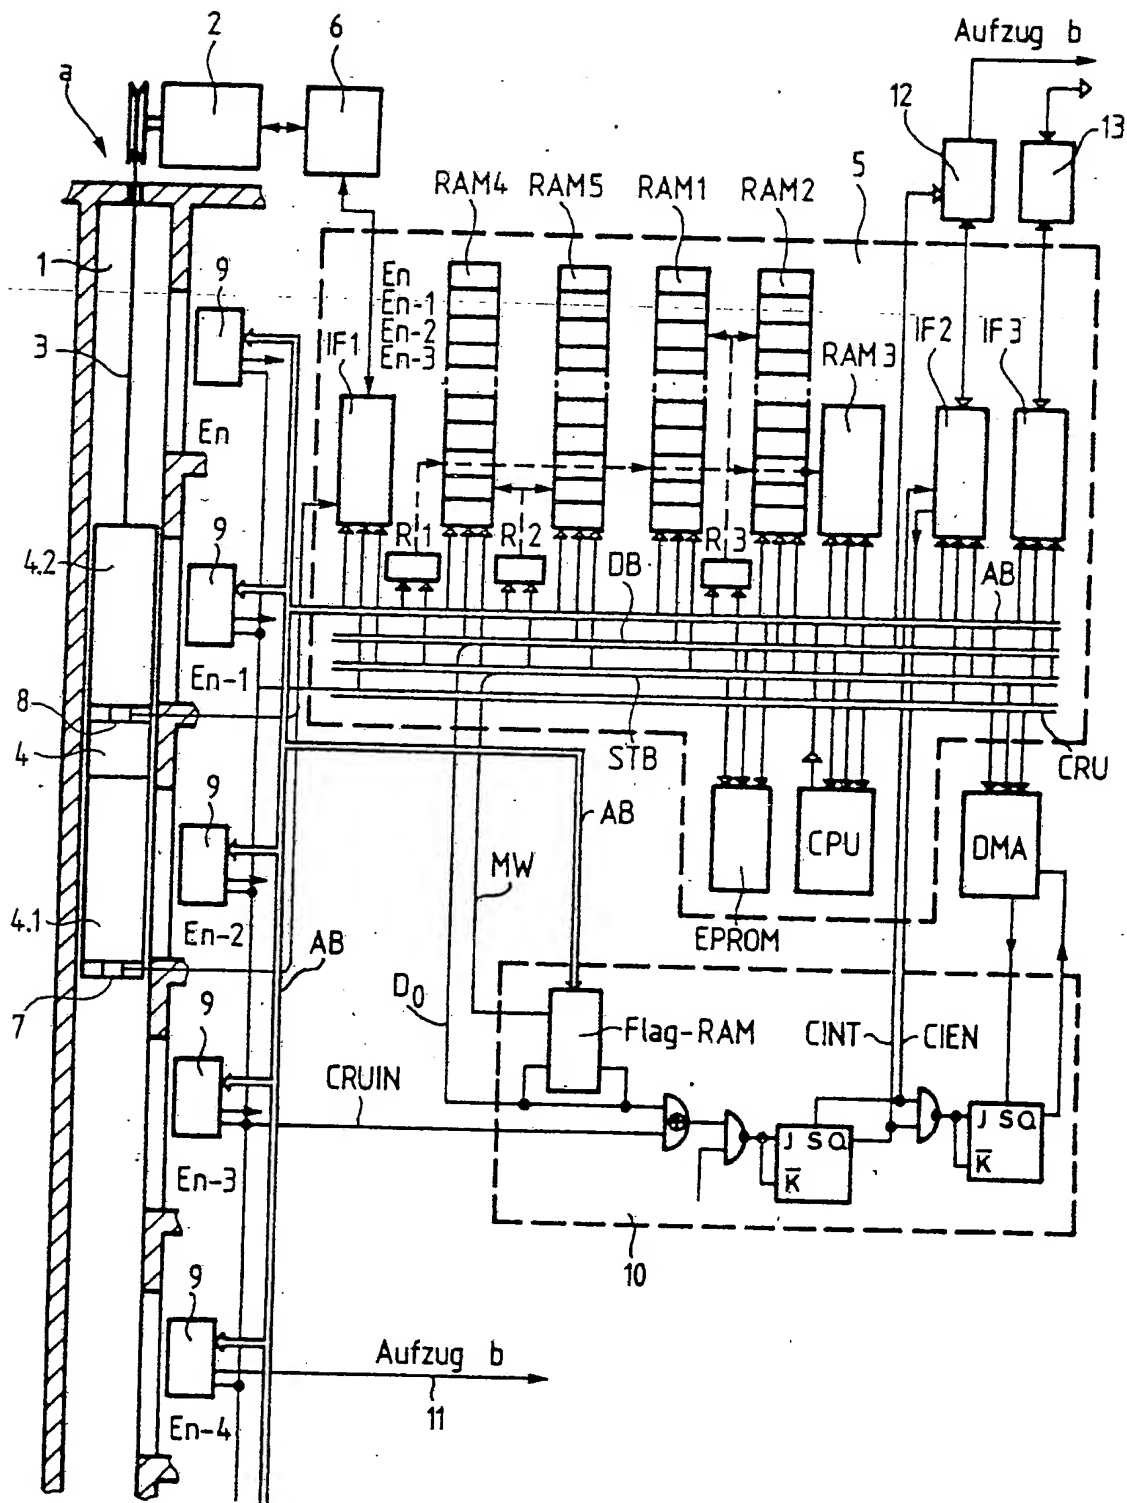 Aufzug b
2
6
a
12
13
5
RAM4
RAM5
RAM1
RAM2
1
9
En
En-1
En-2
En-3
IF1
RAM3
IF2
IF3
3
En
4.2
9
R 1
R 2
R 3
DB
AB
En-1
8
4
STB
CRU
9
AB
MW
CPU
DMA
4.1
En-2
AB
EPROM
7
D0
Flag-RAM
CINT
CIEN
9
CRUIN
J S Q
K
J S Q
K
En-3
10
9
Aufzug b
11
En-4